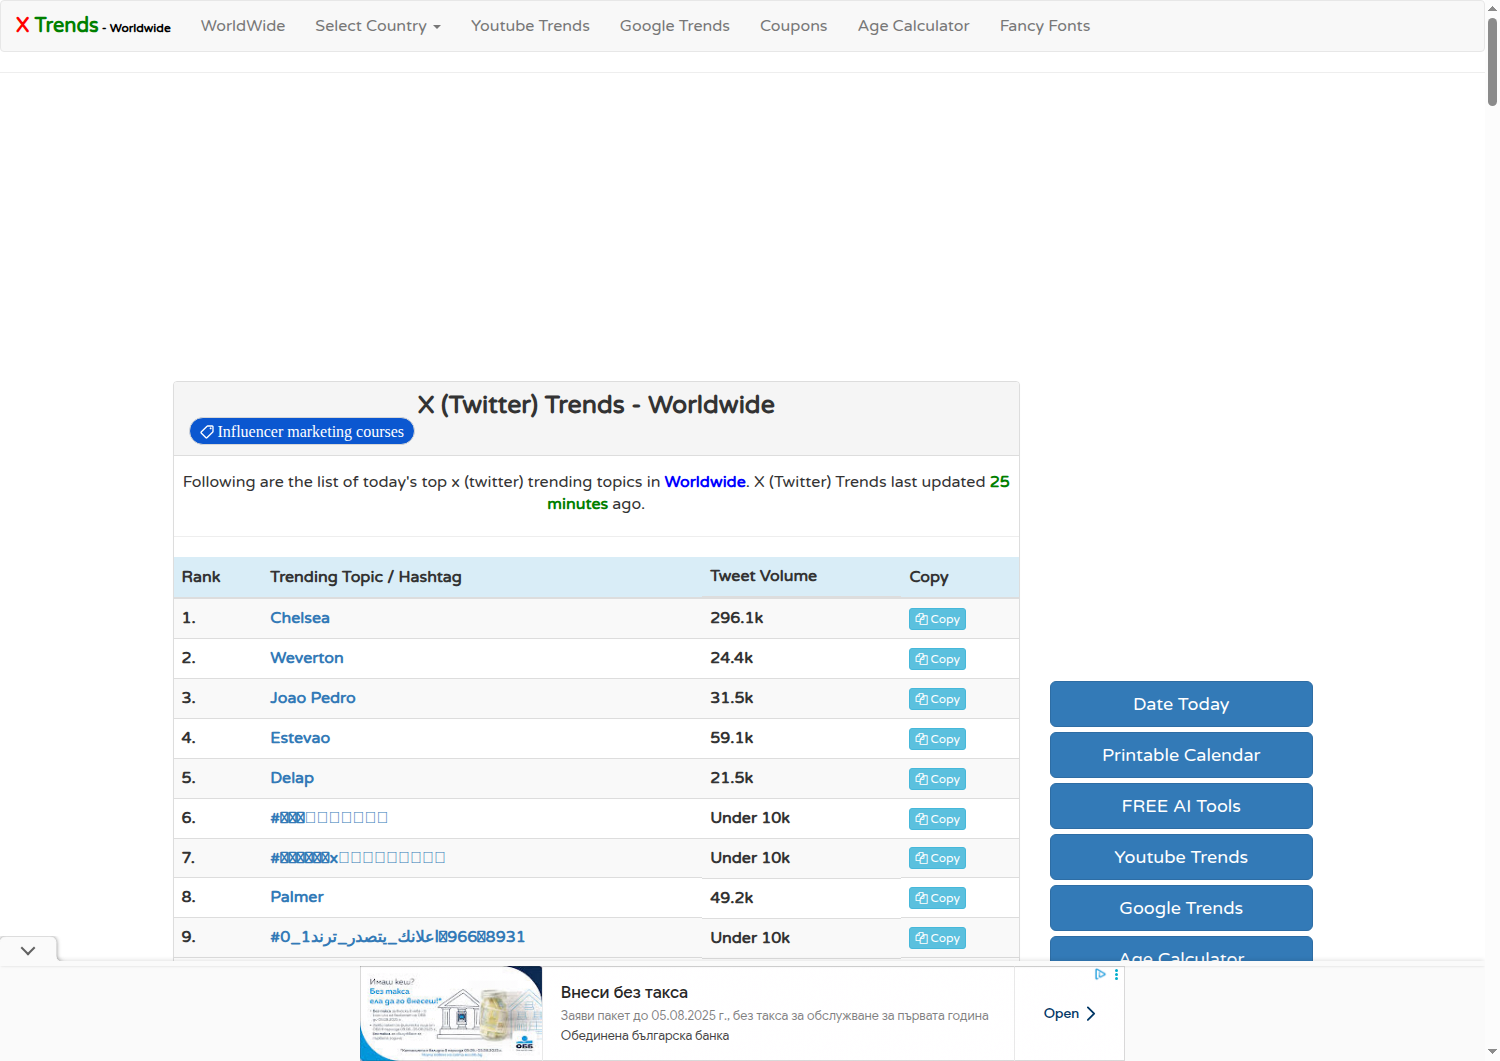 X Trends - Worldwide WorldWide Select Country Youtube Trends Google Trends Coupons Age Calculator Fancy Fonts
X (Twitter) Trends - Worldwide
Influencer marketing courses
Following are the list of today's top x (twitter) trending topics in Worldwide. X (Twitter) Trends last updated 25
minutes ago.
Rank Trending Topic / Hashtag Tweet Volume Copy
1. Chelsea 296.1k Copy
2. Weverton 24.4k Copy
3. Joao Pedro 31.5k Copy
4. Estevao 59.1k Copy
5. Delap 21.5k Copy
6. # Under 10k Copy
7. # x Under 10k Copy
8. Palmer 49.2k Copy
9. #اعلانك_يتصدر_ترند1_0 966 8931 Under 10k Copy
Date Today
Printable Calendar
FREE AI Tools
Youtube Trends
Google Trends
Age Calculator
Имаш кеш?
Без такса
ела да го внесеш!*
ОББ
Внеси без такса
Заяви пакет до 05.08.2025 г., без такса за обслужване за първата година
Обединена българска банка
Open